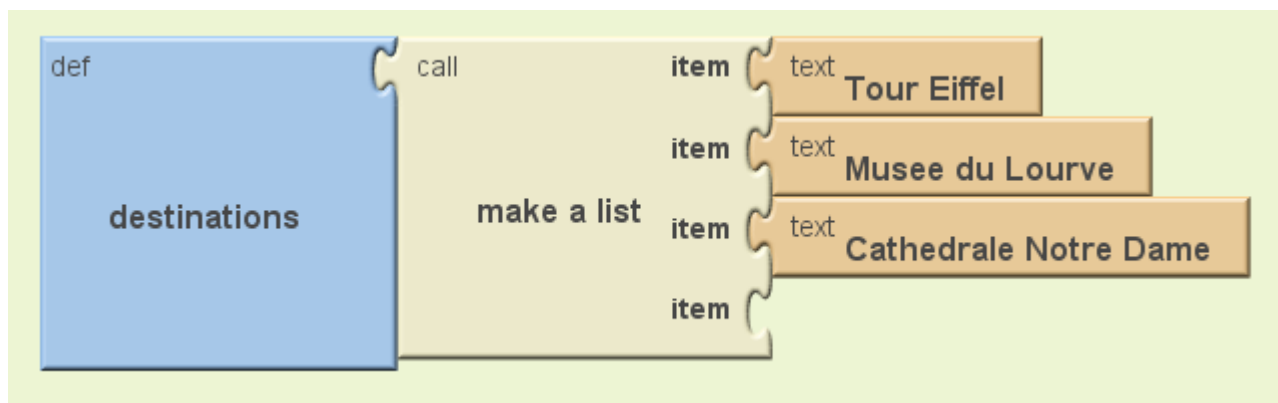 def call item text
Tour Eiffel
item text
Musee du Lourve
destinations make a list
item text
Cathedrale Notre Dame
item